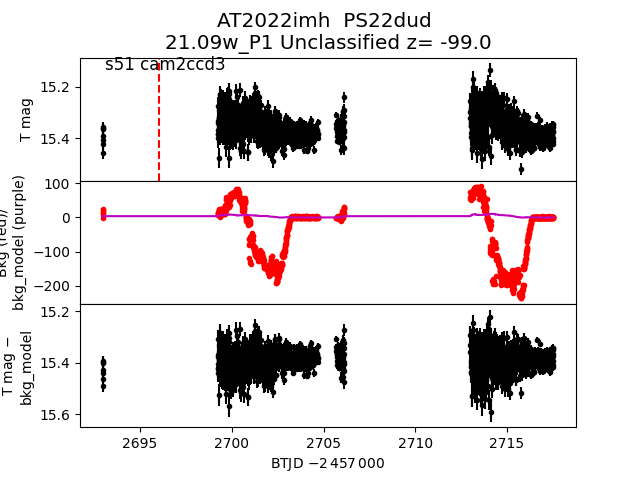 AT2022imh  PS22dud
21.09w_P1 Unclassified z= -99.0
s51 cam2ccd3
15.2
15.4
T mag
100
0
−100
−200
Bkg (red)/
bkg_model (purple)
15.2
15.4
15.6
T mag −
bkg_model
2695
2700
2705
2710
2715
BTJD −2 457 000